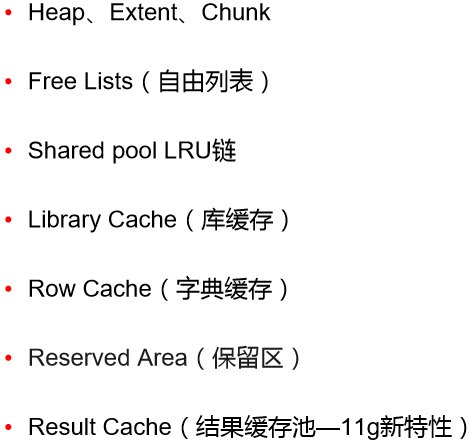 • Heap、Extent、Chunk
• Free Lists（自由列表）
• Shared pool LRU链
• Library Cache（库缓存）
• Row Cache（字典缓存）
• Reserved Area（保留区）
• Result Cache（结果缓存池—11g新特性）